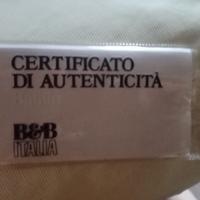 CERTIFICATO
DI AUTENTICITÀ
B&B
ITALIA